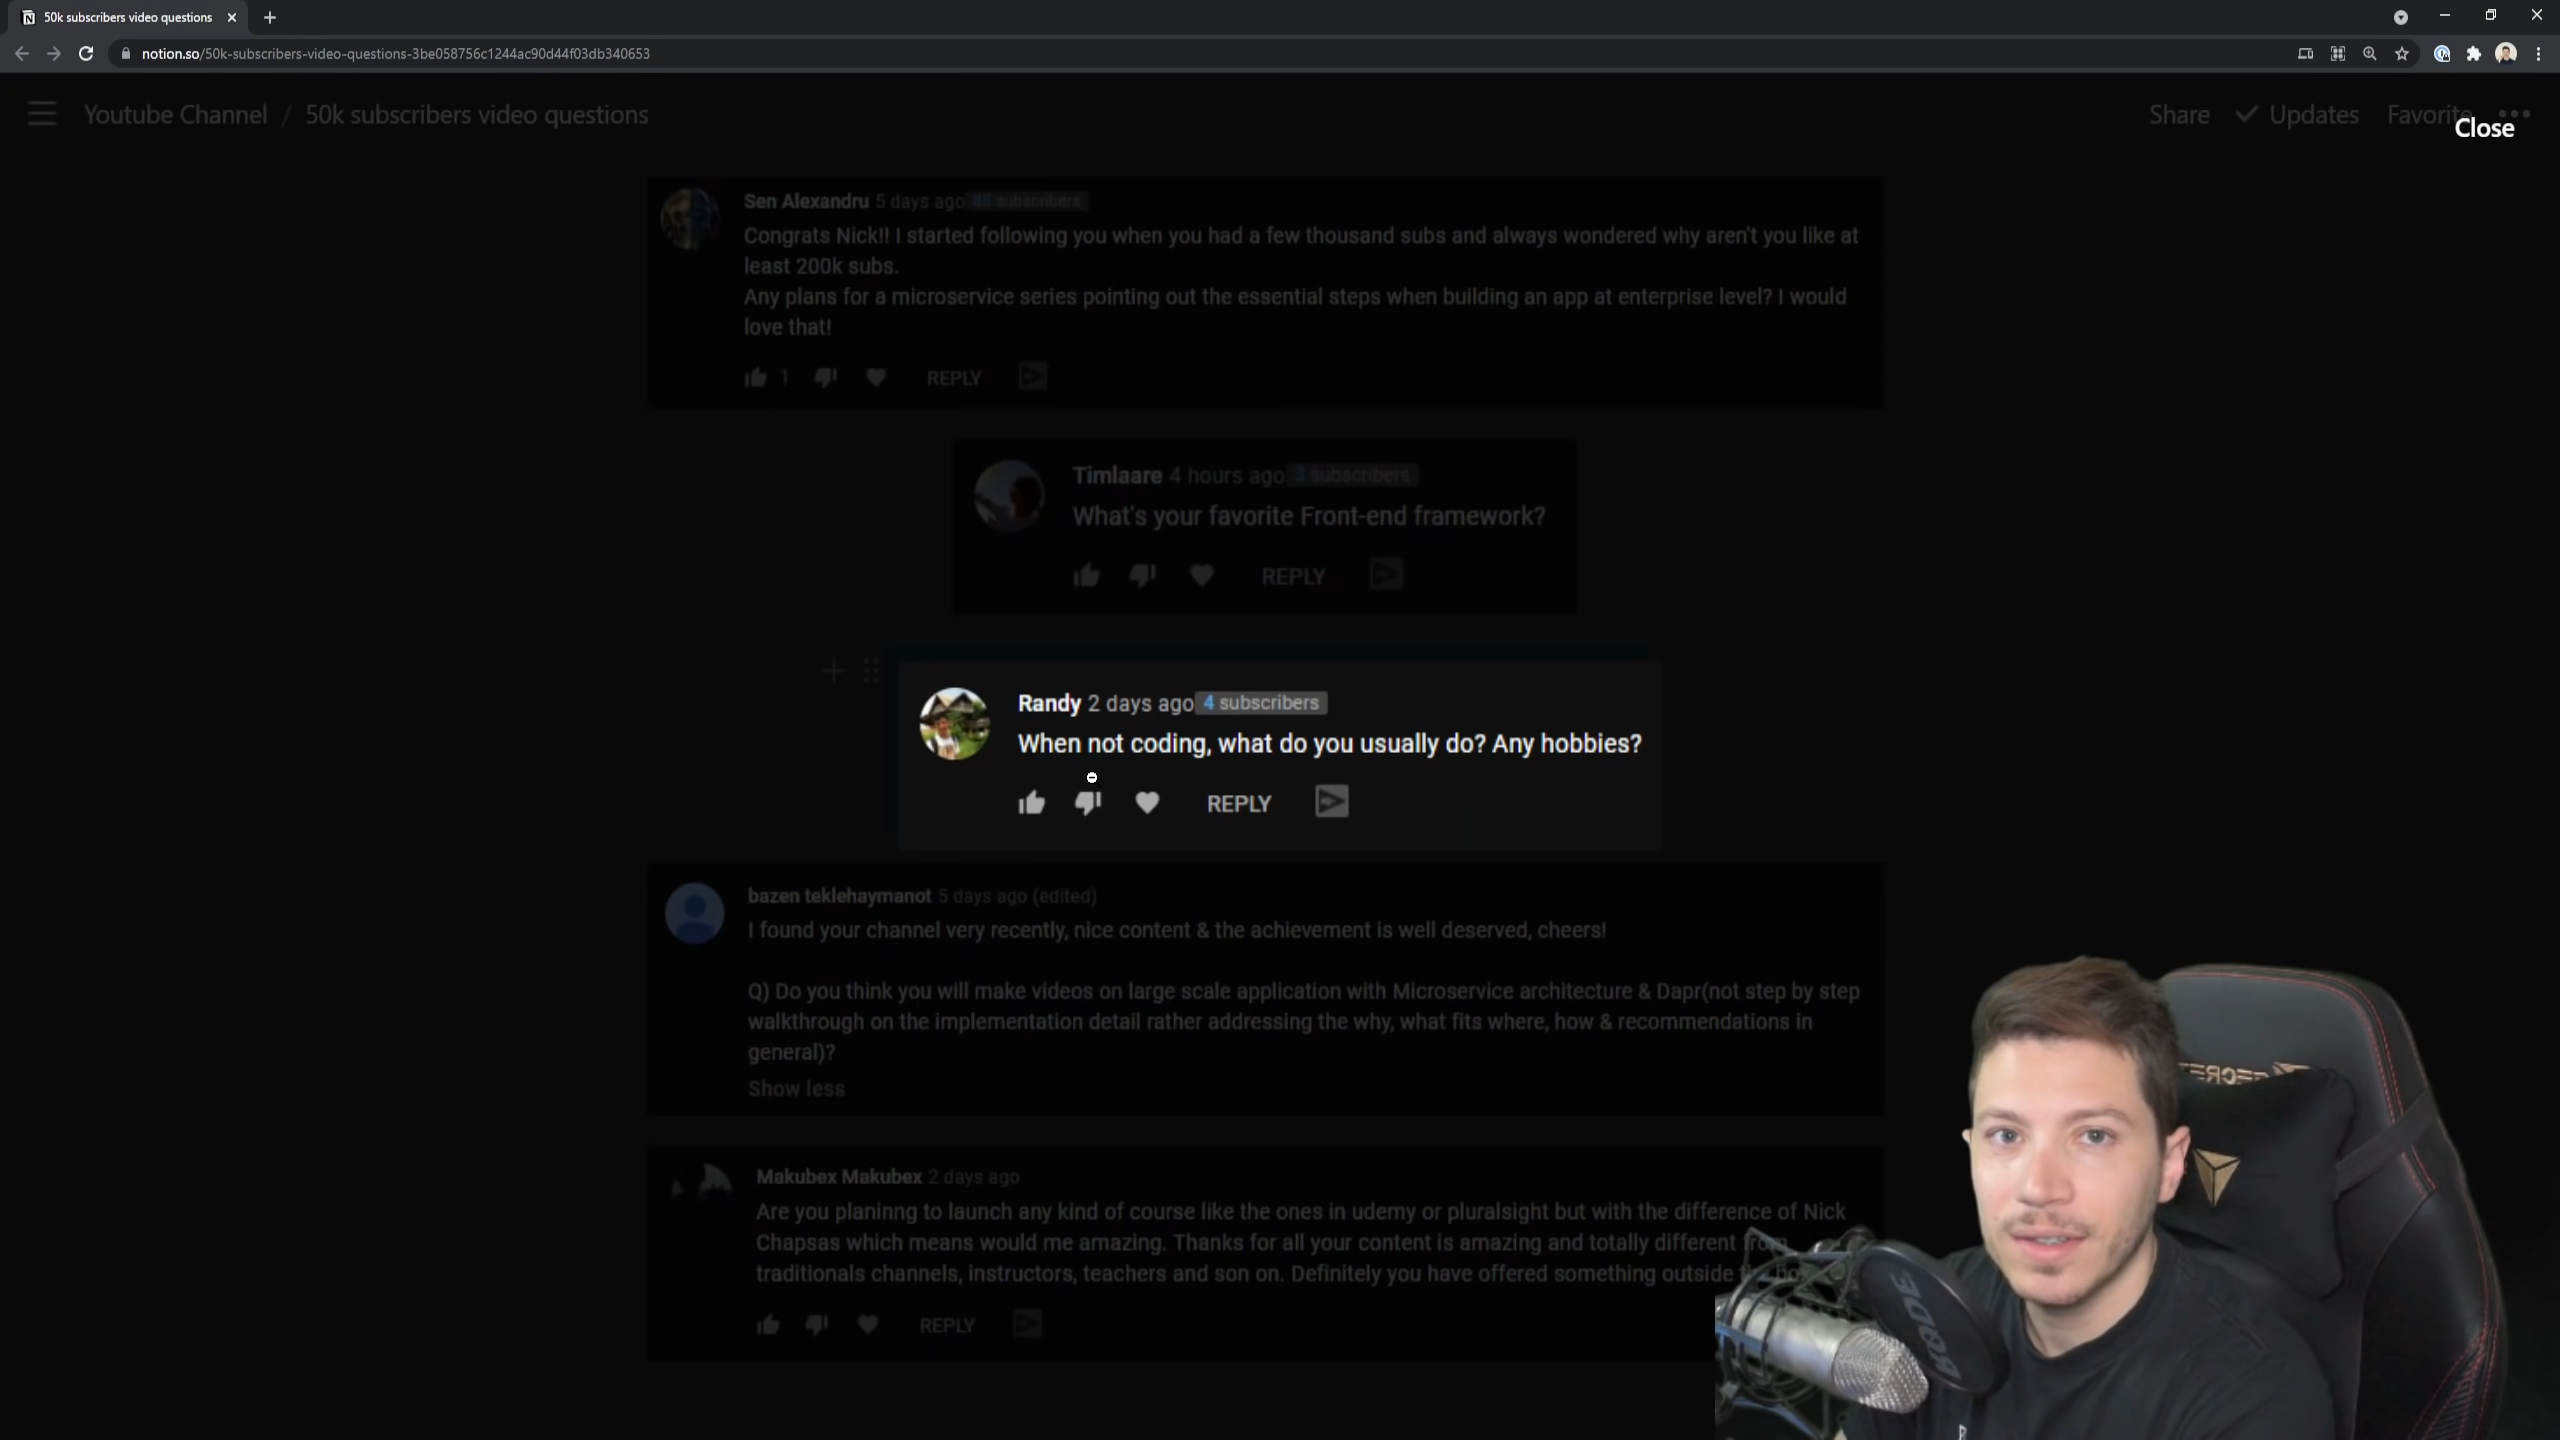 50k subscribers video questions
notion.so/50k-subscribers-video-questions-3be058756c1244ac90d44f03db340653
Youtube Channel / 50k subscribers video questions
Share Updates Favorite
Close
Sen Alexandru 5 days ago 88 subscribers
Congrats Nick!! I started following you when you had a few thousand subs and always wondered why aren't you like at
least 200k subs.
Any plans for a microservice series pointing out the essential steps when building an app at enterprise level? I would
love that!
1 REPLY
Timlaare 4 hours ago 3 subscribers
What's your favorite Front-end framework?
REPLY
Randy 2 days ago 4 subscribers
When not coding, what do you usually do? Any hobbies?
REPLY
bazen teklehaymanot 5 days ago (edited)
I found your channel very recently, nice content & the achievement is well deserved, cheers!
Q) Do you think you will make videos on large scale application with Microservice architecture & Dapr(not step by step
walkthrough on the implementation detail rather addressing the why, what fits where, how & recommendations in
general)?
Show less
Makubex Makubex 2 days ago
Are you planinng to launch any kind of course like the ones in udemy or pluralsight but with the difference of Nick
Chapsas which means would me amazing. Thanks for all your content is amazing and totally different from
traditionals channels, instructors, teachers and son on. Definitely you have offered something outside
REPLY
RODE